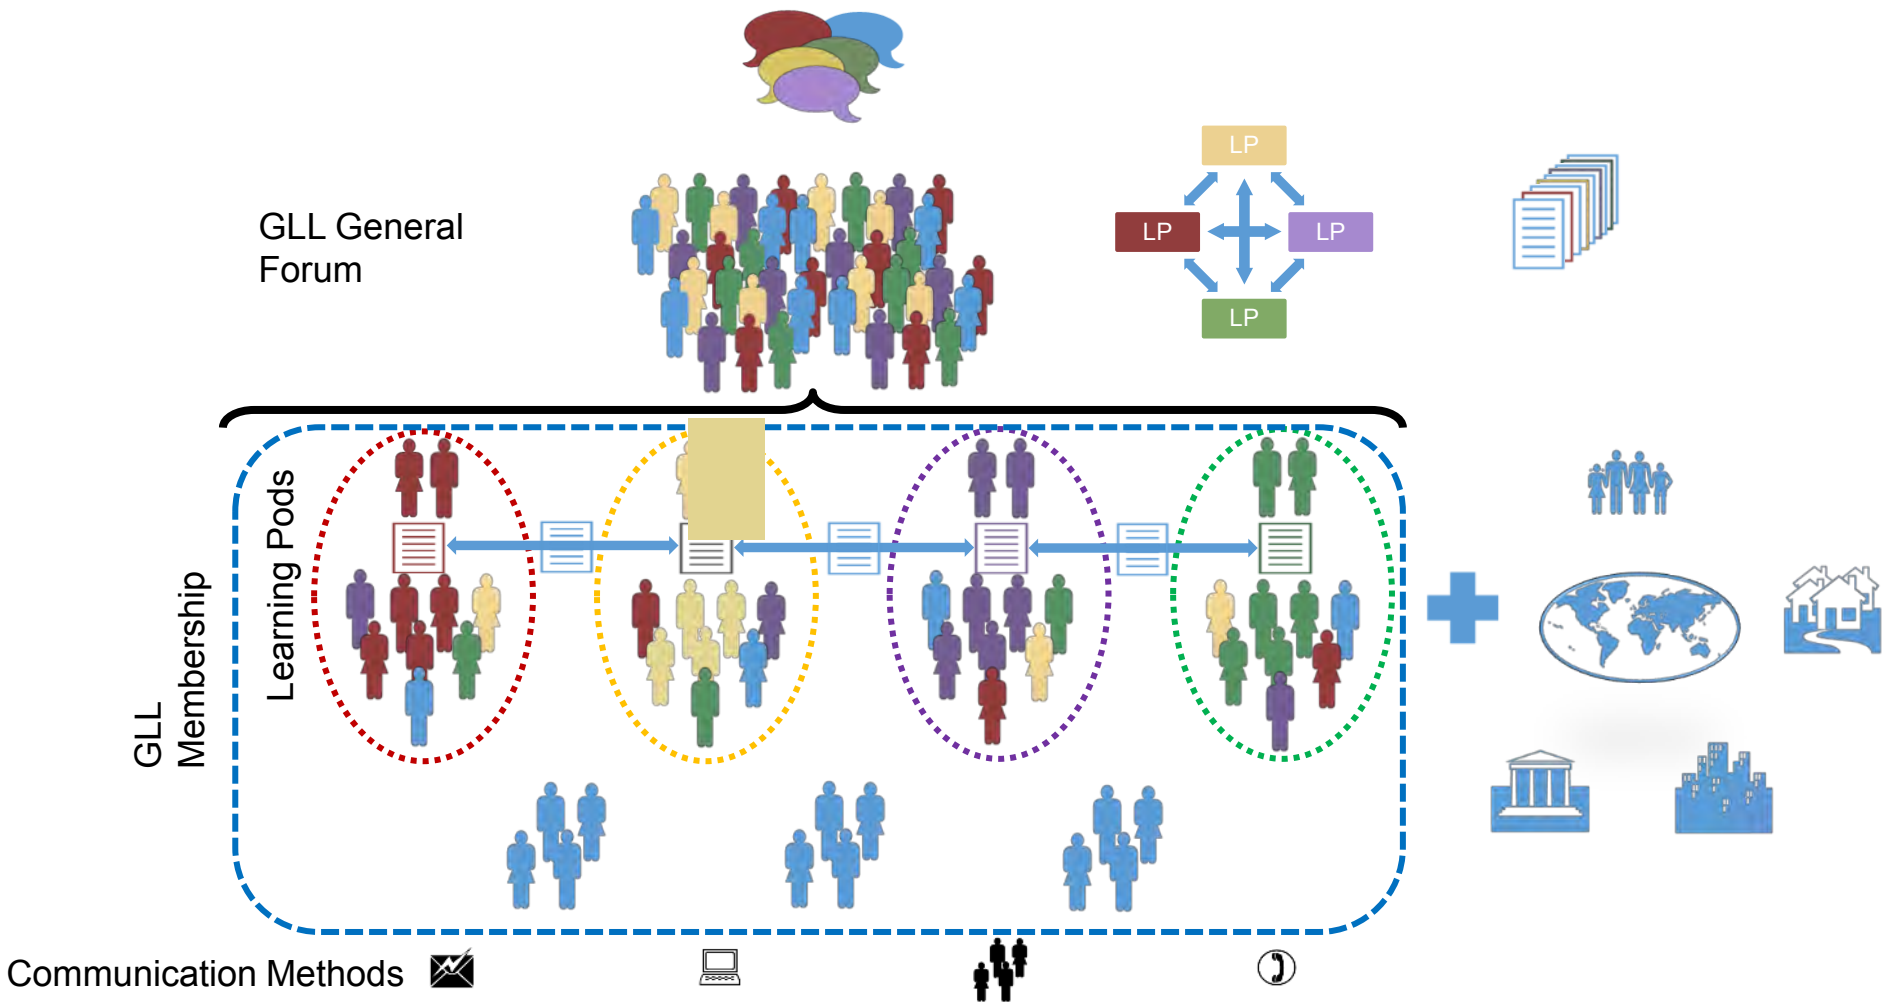 GLL General
Forum
LP
LP
LP
LP
GLL
Membership
Learning Pods
Communication Methods